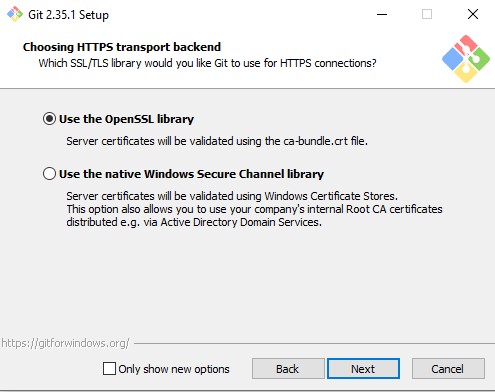 Git 2.35.1 Setup
Choosing HTTPS transport backend
Which SSL/TLS library would you like Git to use for HTTPS connections?
Use the OpenSSL library
Server certificates will be validated using the ca-bundle.crt file.
Use the native Windows Secure Channel library
Server certificates will be validated using Windows Certificate Stores.
This option also allows you to use your company's internal Root CA certificates
distributed e.g. via Active Directory Domain Services.
https://gitforwindows.org/
Only show new options
Back
Next
Cancel